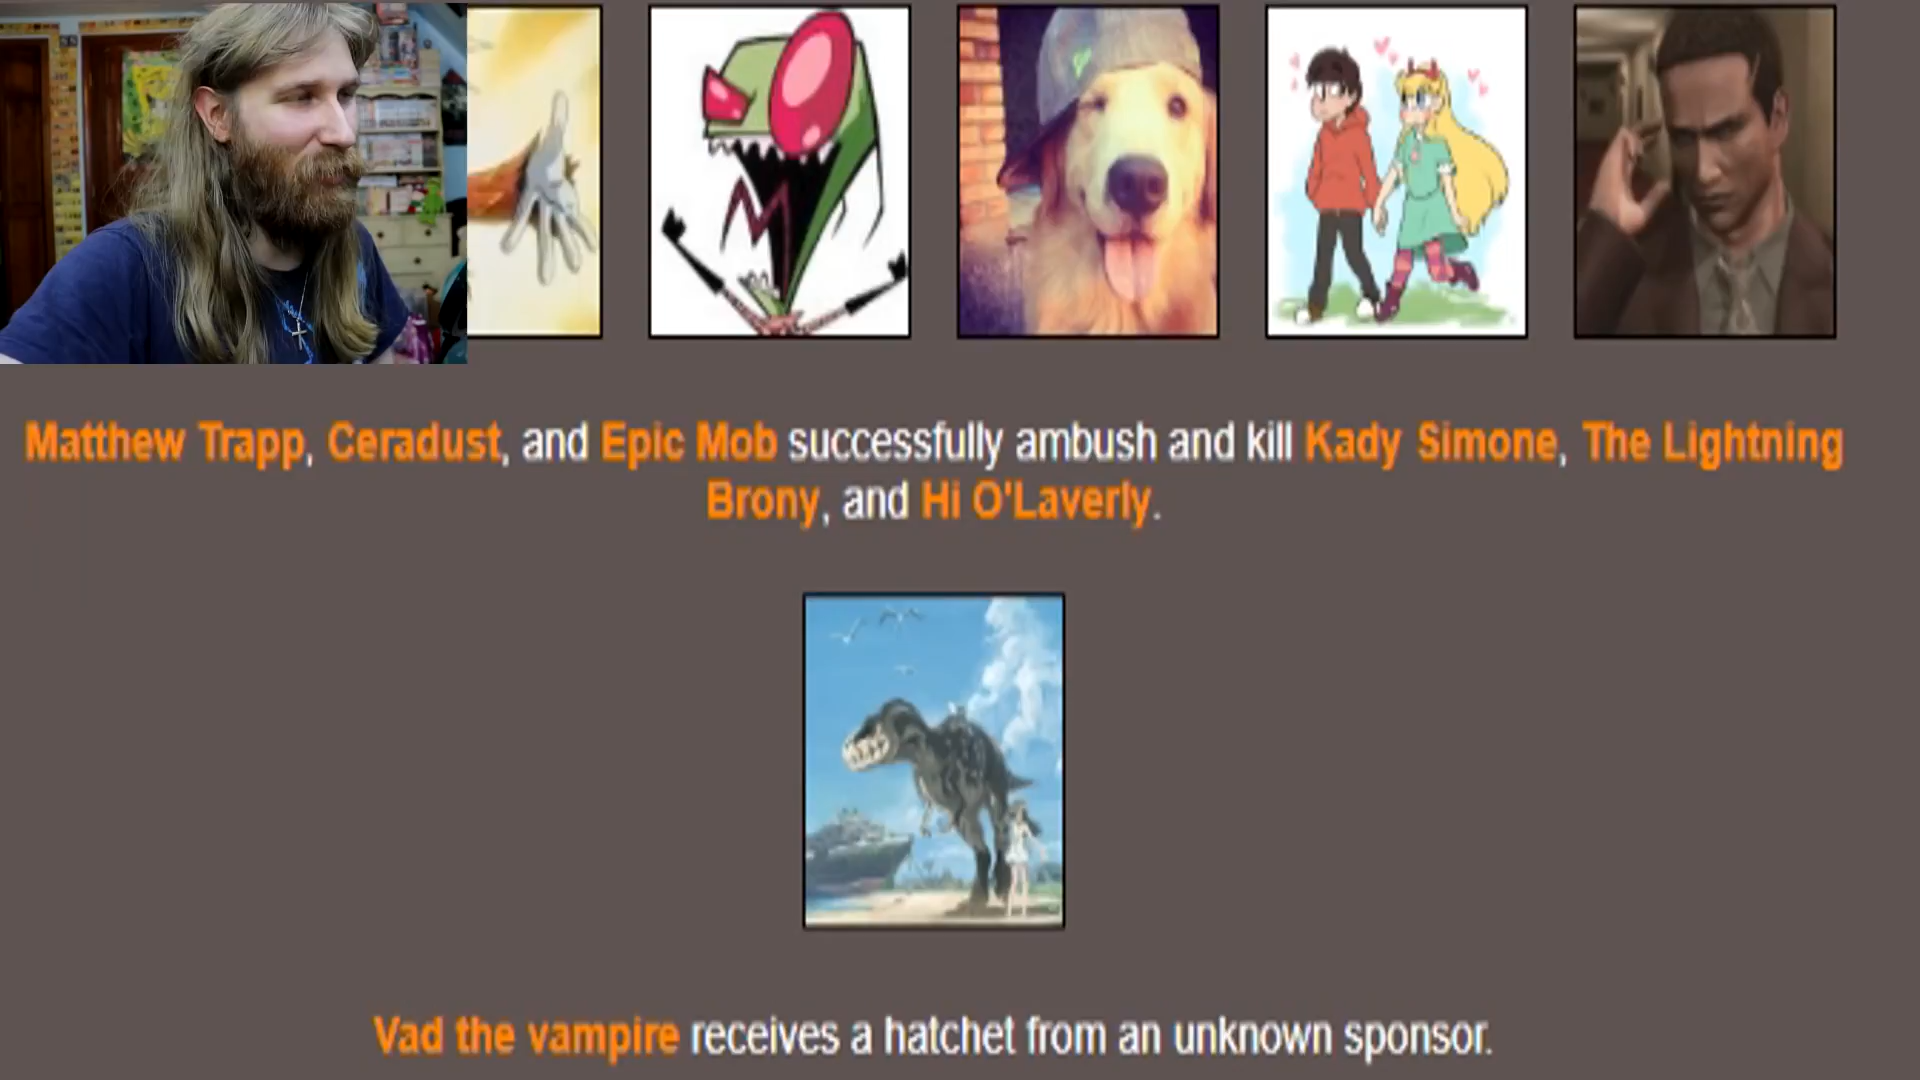 Matthew Trapp, Ceradust, and Epic Mob successfully ambush and kill Kady Simone, The Lightning
Brony, and Hi O'Laverly.
Vad the vampire receives a hatchet from an unknown sponsor.